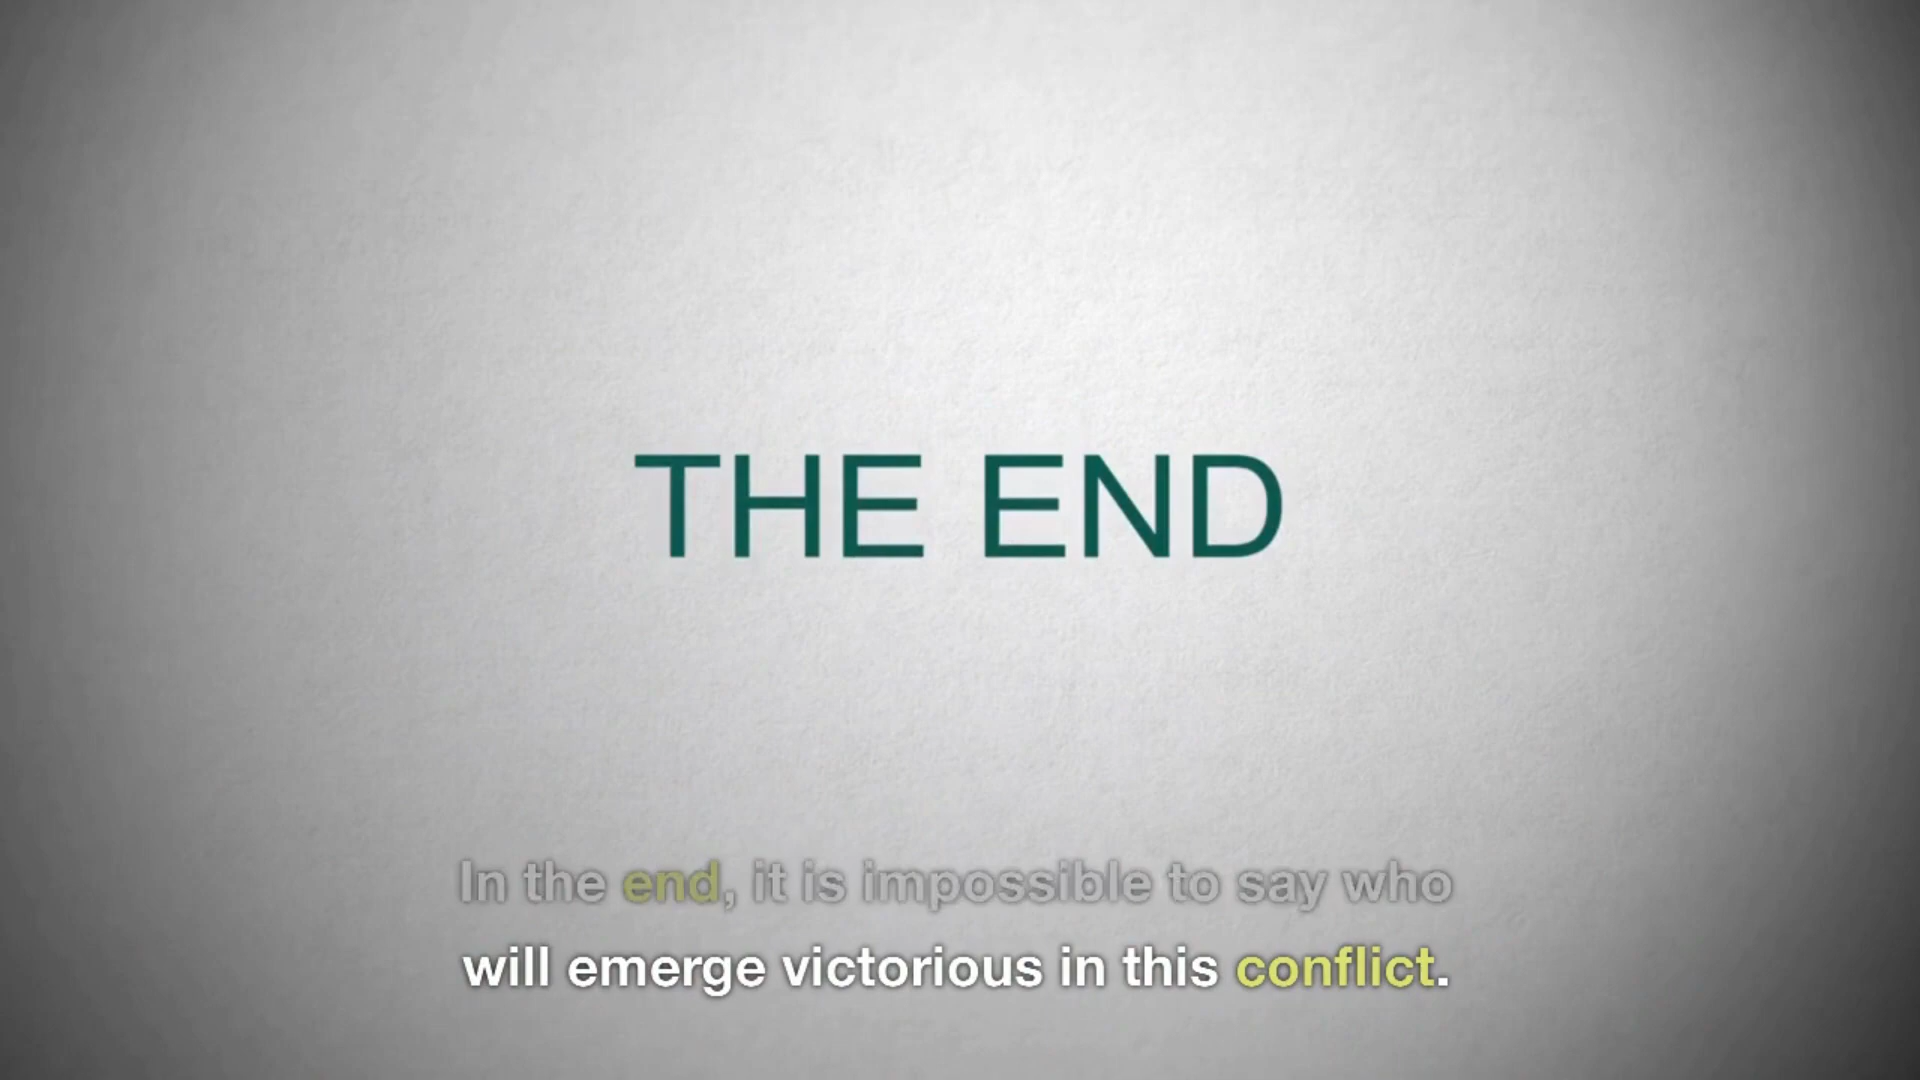 THE END
In the end, it is impossible to say who
will emerge victorious in this conflict.